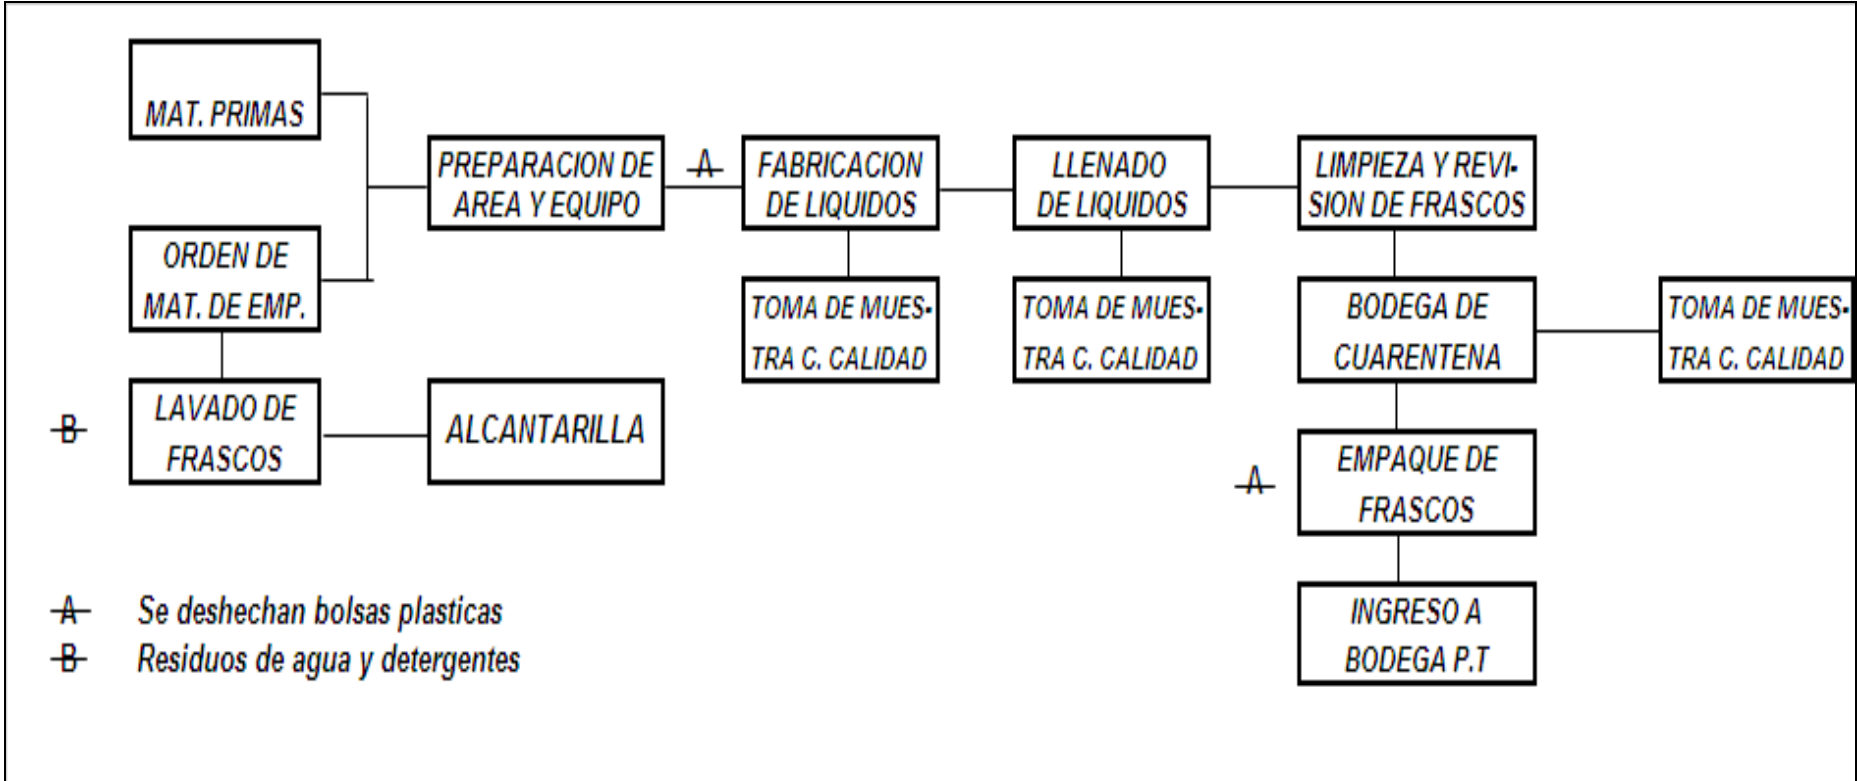 MAT. PRIMAS
ORDEN DE
MAT. DE EMP.
LAVADO DE
FRASCOS
B
ALCANTARILLA
PREPARACION DE
AREA Y EQUIPO
A
FABRICACION
DE LIQUIDOS
TOMA DE MUES-
TRA C. CALIDAD
LLENADO
DE LIQUIDOS
TOMA DE MUES-
TRA C. CALIDAD
LIMPIEZA Y REVI-
SION DE FRASCOS
BODEGA DE
CUARENTENA
TOMA DE MUES-
TRA C. CALIDAD
A
EMPAQUE DE
FRASCOS
INGRESO A
BODEGA P.T
A Se deshechan bolsas plasticas
B Residuos de agua y detergentes